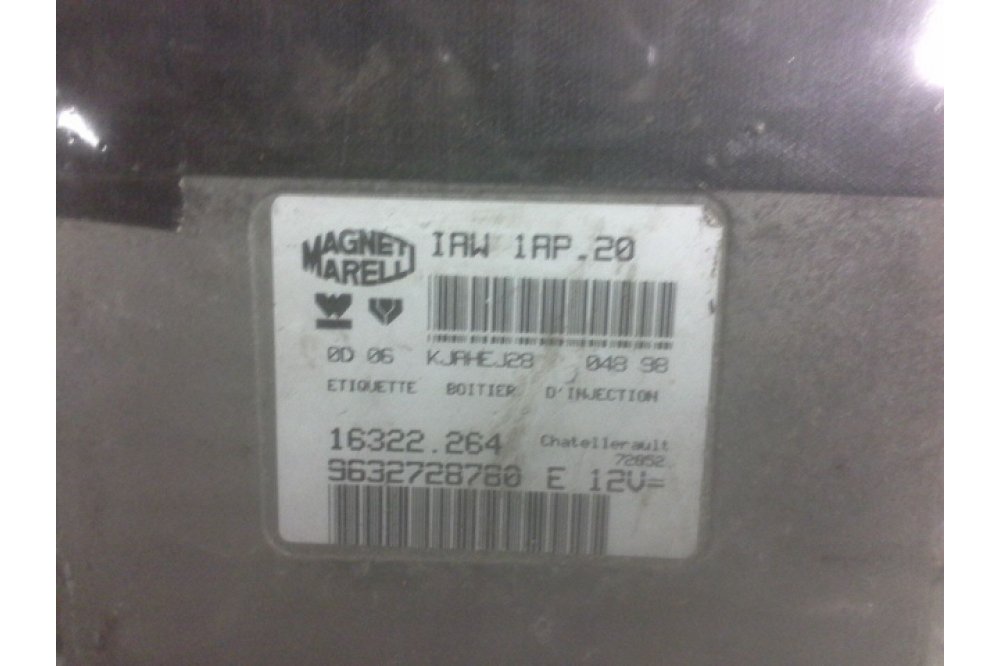 MAGNETI MARELLI
IAW 1AP.20
0D 06 KJAHEJ28 048 98
ETIQUETTE BOITIER D'INJECTION
16322.264 Chatellerault
72852
9632728780 E 12V=